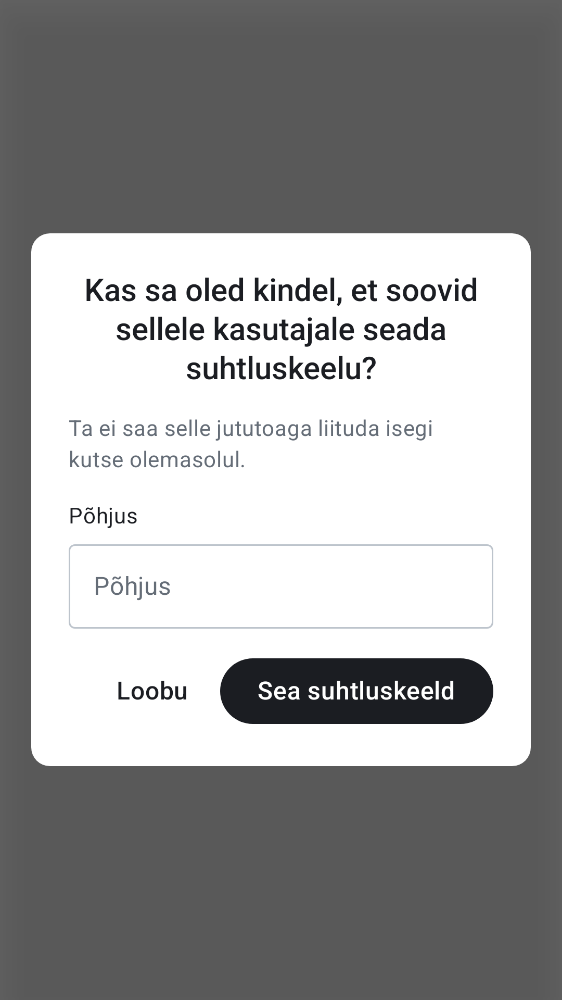 Kas sa oled kindel, et soovid
sellele kasutajale seada
suhtluskeelu?
Ta ei saa selle jututoaga liituda isegi
kutse olemasolul.
Põhjus
Põhjus
Loobu
Sea suhtluskeeld